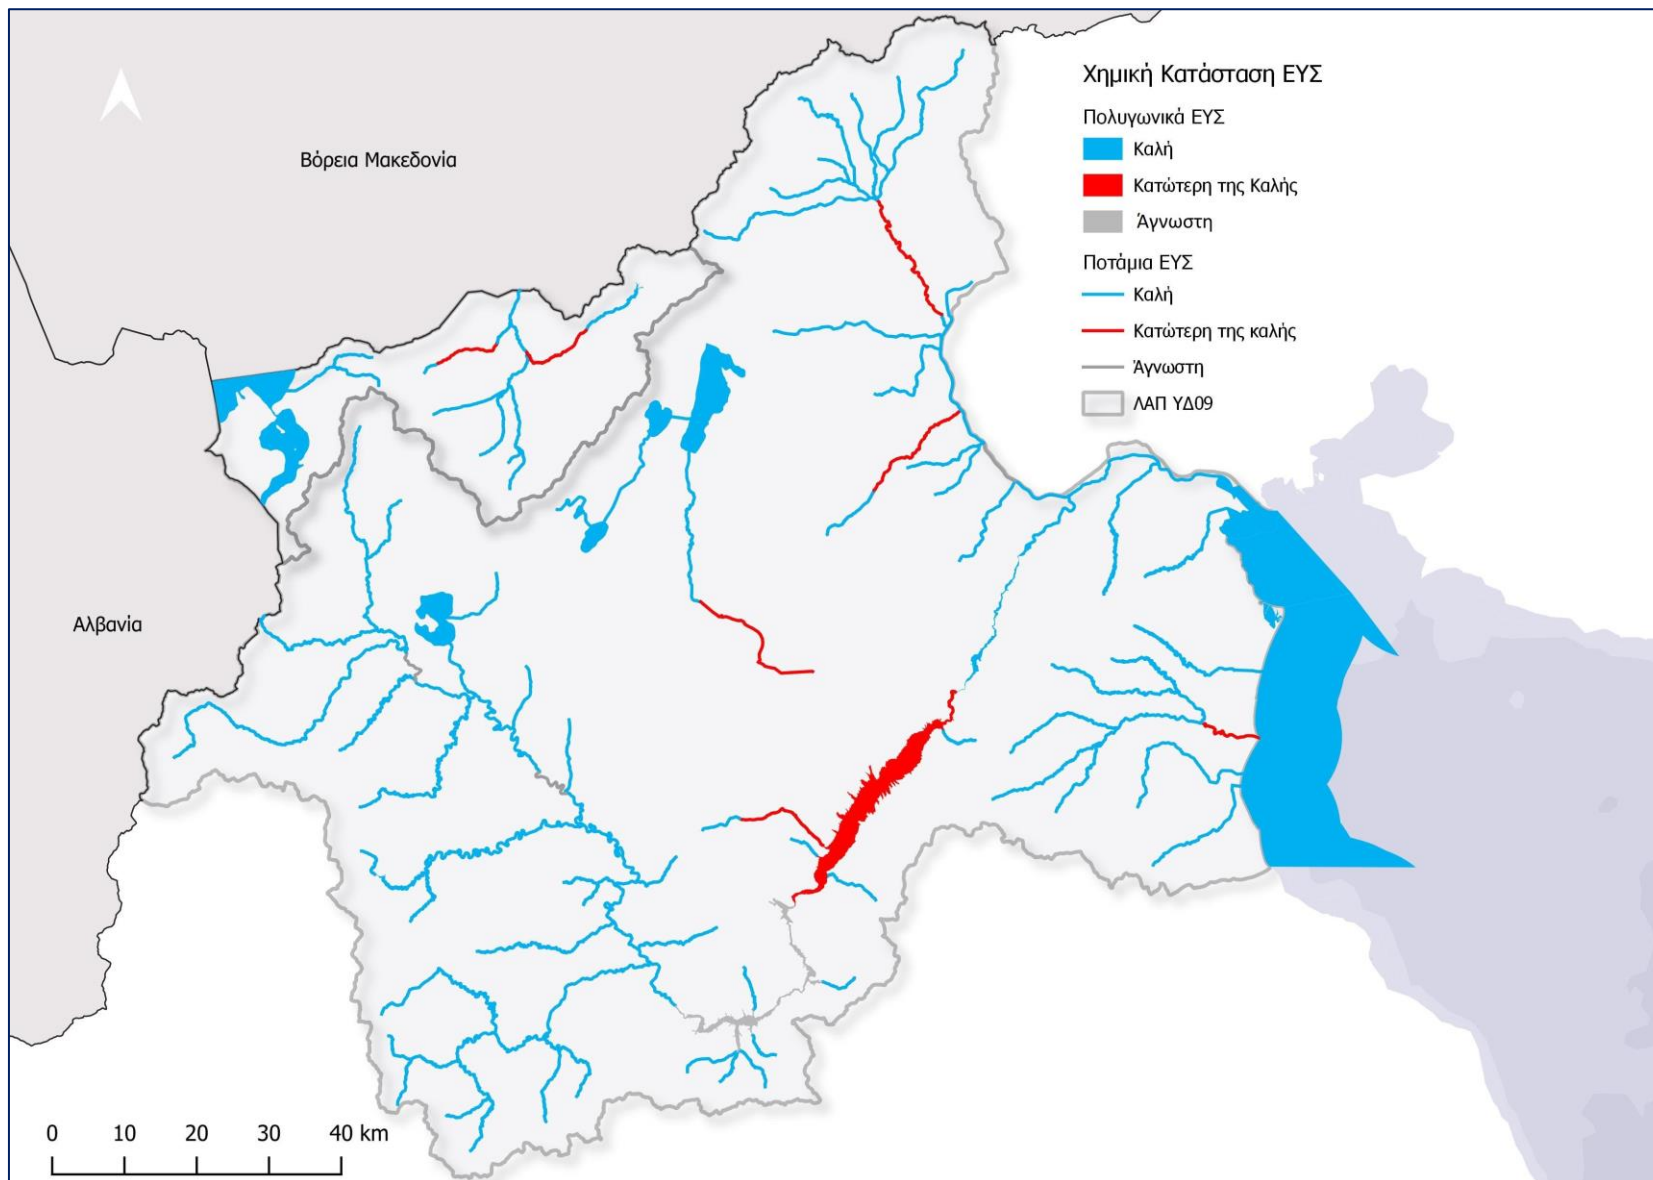 Χημική Κατάσταση ΕΥΣ
Πολυγωνικά ΕΥΣ
Καλή
Κατώτερη της Καλής
Άγνωστη
Ποτάμια ΕΥΣ
Καλή
Κατώτερη της καλής
Άγνωστη
ΛΑΠ ΥΔ09
Βόρεια Μακεδονία
Αλβανία
0 10 20 30 40 km